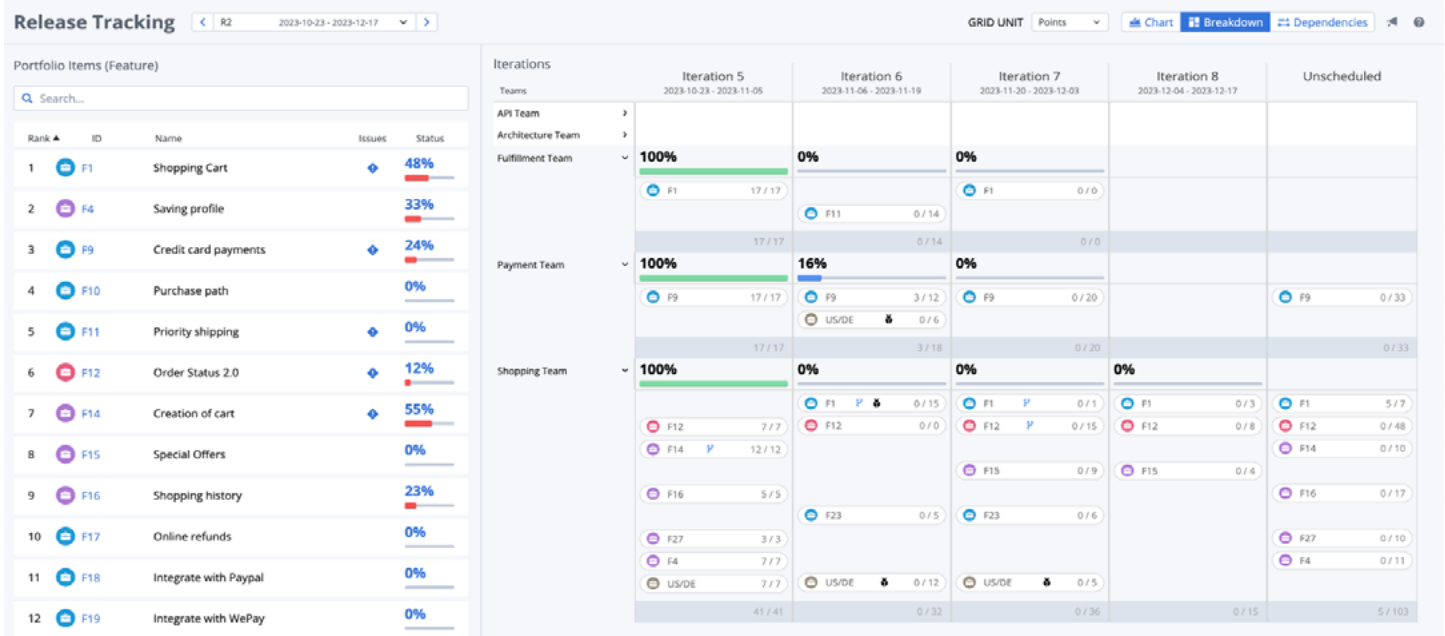 Release Tracking
R2 2023-10-23 - 2023-12-17
GRID UNIT Points Chart Breakdown Dependencies
Portfolio Items (Feature)
Search...
Rank ID Name Issues Status
1 F1 Shopping Cart 48%
2 F4 Saving profile 33%
3 F9 Credit card payments 24%
4 F10 Purchase path 0%
5 F11 Priority shipping 0%
6 F12 Order Status 2.0 12%
7 F14 Creation of cart 55%
8 F15 Special Offers 0%
9 F16 Shopping history 23%
10 F17 Online refunds 0%
11 F18 Integrate with Paypal 0%
12 F19 Integrate with WePay 0%
Iterations
Iteration 5 Iteration 6 Iteration 7 Iteration 8 Unscheduled
Teams 2023-10-23 - 2023-11-05 2023-11-06 - 2023-11-19 2023-11-20 - 2023-12-03 2023-12-04 - 2023-12-17
API Team
Architecture Team
Fulfillment Team 100% 0% 0%
F1 17 / 17 F1 0 / 0
F11 0 / 14
17 / 17 0 / 14 0 / 0
Payment Team 100% 16% 0%
F9 17 / 17 F9 3 / 12 F9 0 / 20 F9 0 / 33
US/DE 0 / 6
17 / 17 3 / 18 0 / 20 0 / 33
Shopping Team 100% 0% 0% 0%
F1 0 / 15 F1 0 / 1 F1 0 / 3 F1 5 / 7
F12 7 / 7 F12 0 / 0 F12 0 / 15 F12 0 / 8 F12 0 / 48
F14 12 / 12 F14 0 / 10
F15 0 / 9 F15 0 / 4
F16 5 / 5 F16 0 / 17
F23 0 / 5 F23 0 / 6
F27 3 / 3 F27 0 / 10
F4 7 / 7 F4 0 / 11
US/DE 7 / 7 US/DE 0 / 12 US/DE 0 / 5
41 / 41 0 / 32 0 / 36 0 / 15 5 / 103